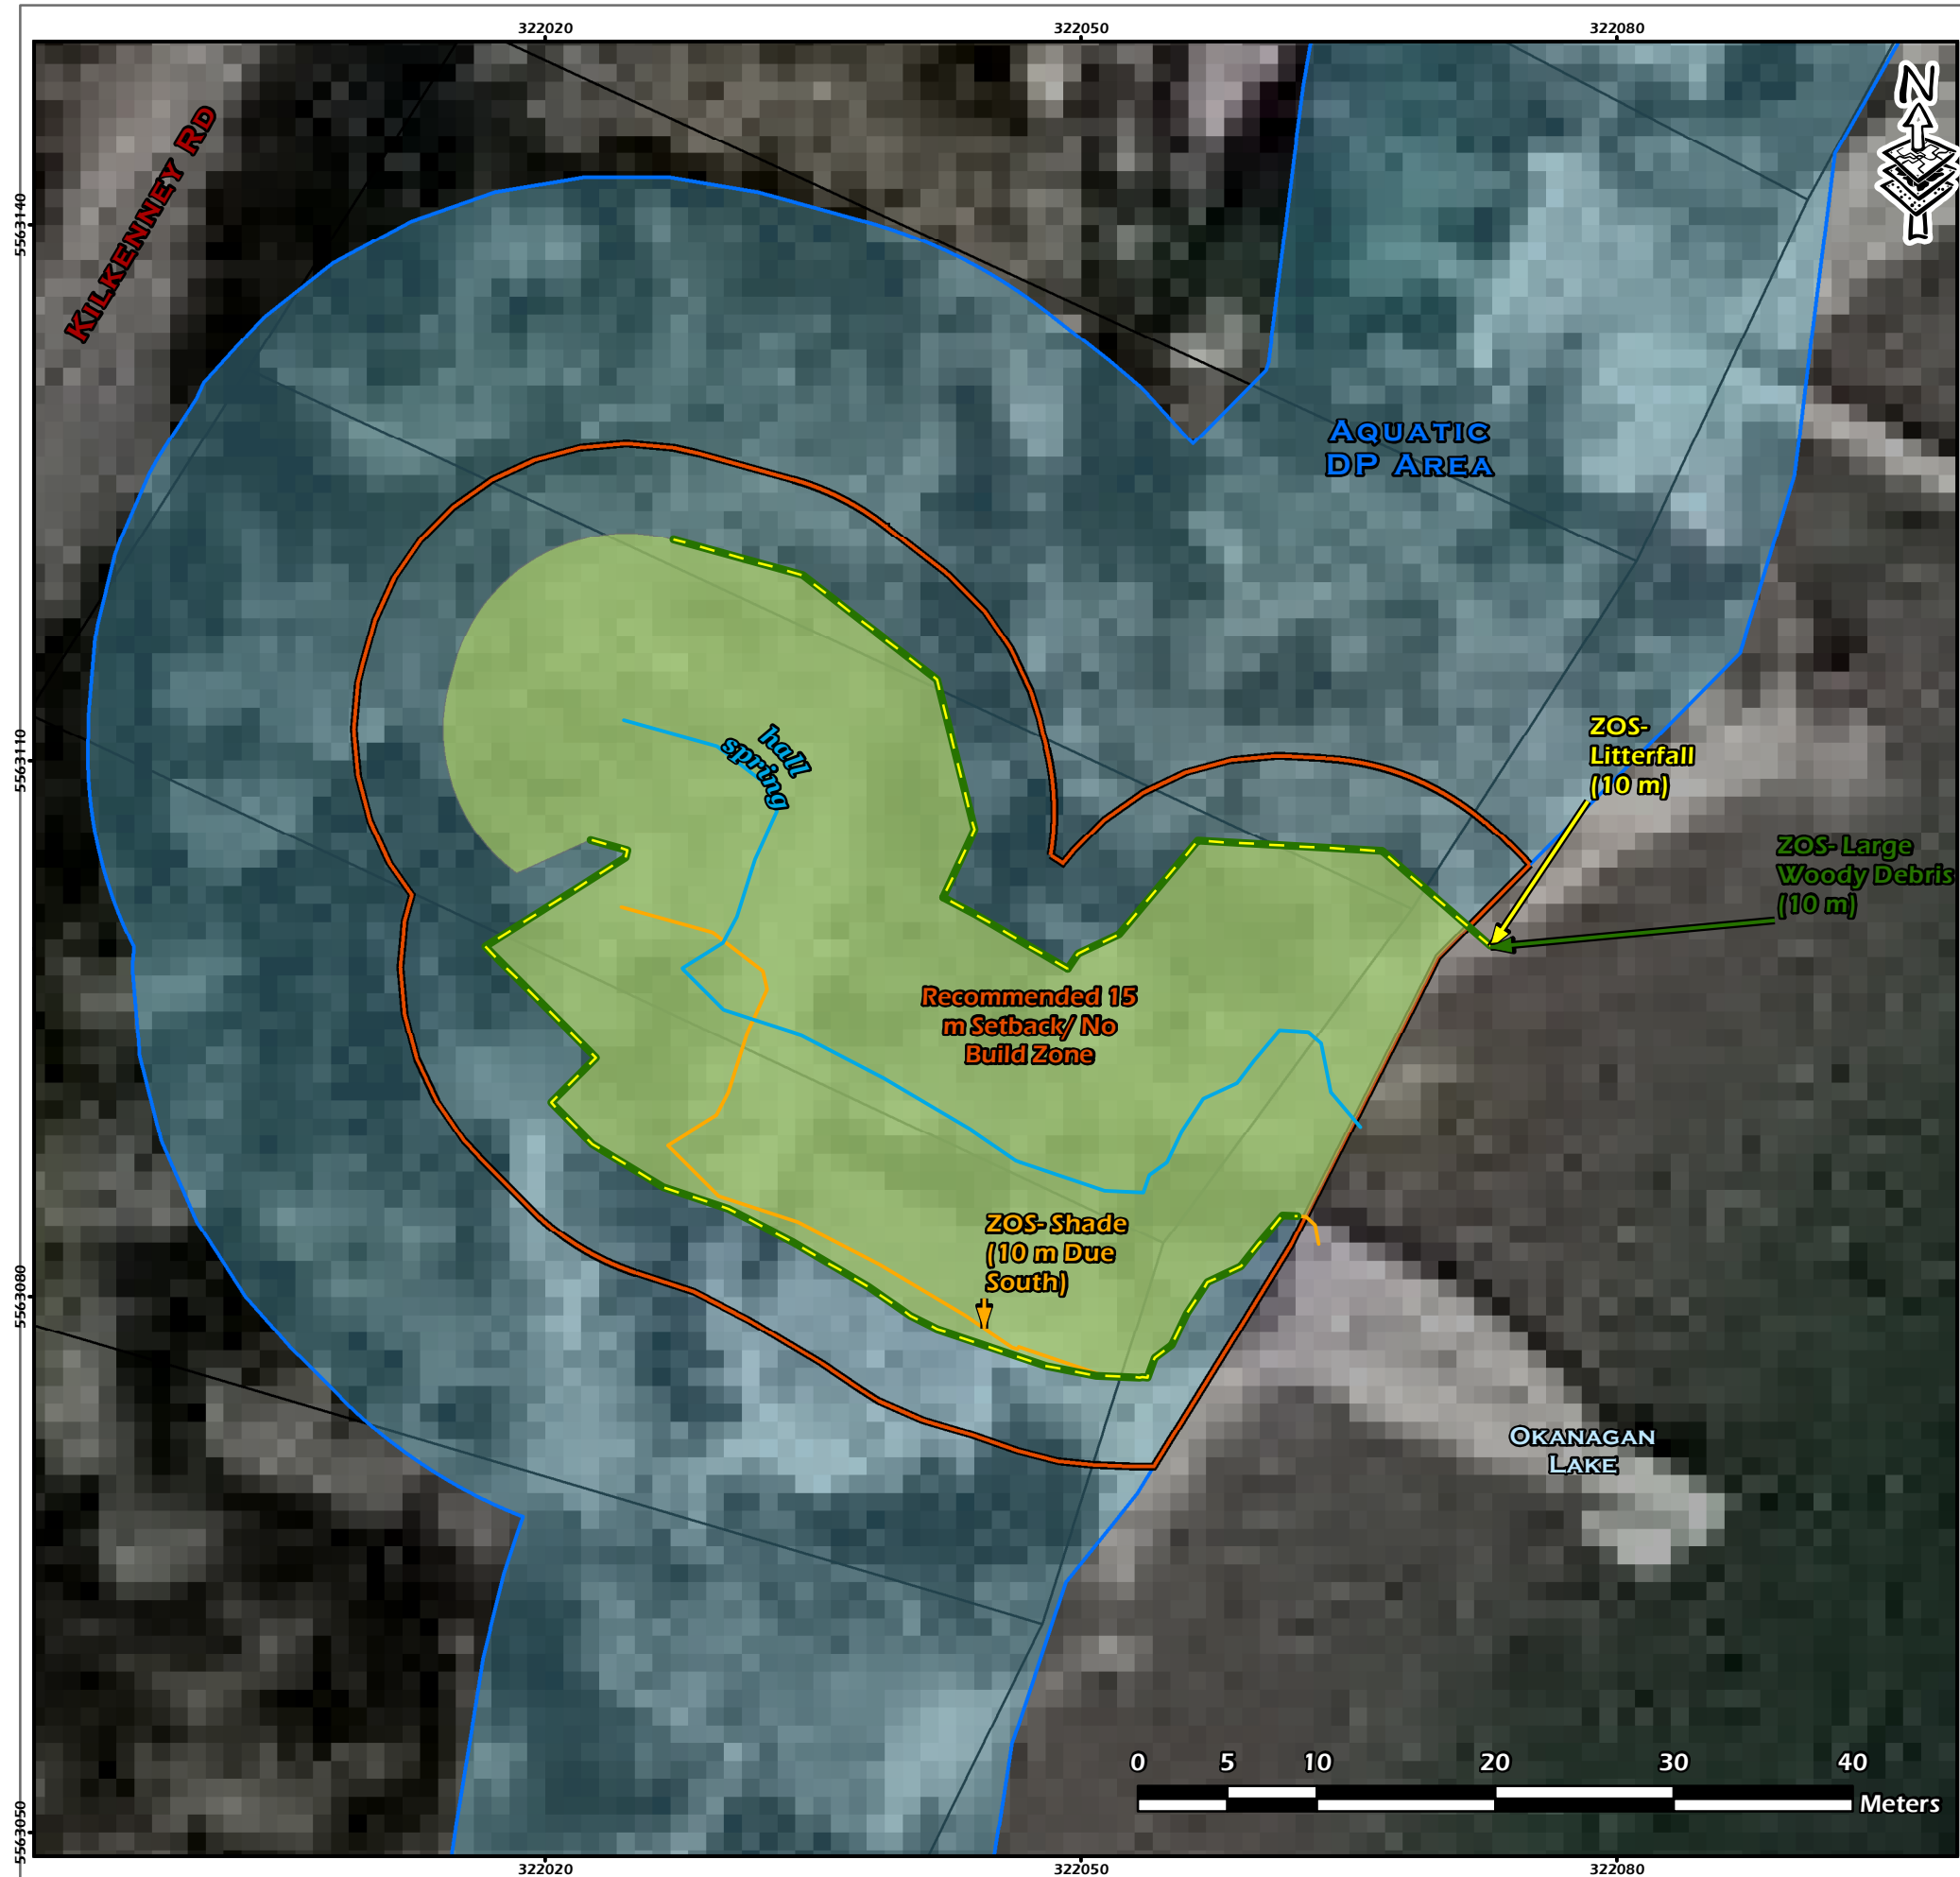 322020 322050 322080
N
5563140
KILKENNEY RD
AQUATIC
DP AREA
5563110
hall
spring
ZOS-
Litterfall
(10 m)
ZOS- Large
Woody Debris
(10 m)
Recommended 15
m Setback/ No
Build Zone
ZOS- Shade
(10 m Due
South)
5563080
OKANAGAN
LAKE
0 5 10 20 30 40
Meters
5563050
322020 322050 322080